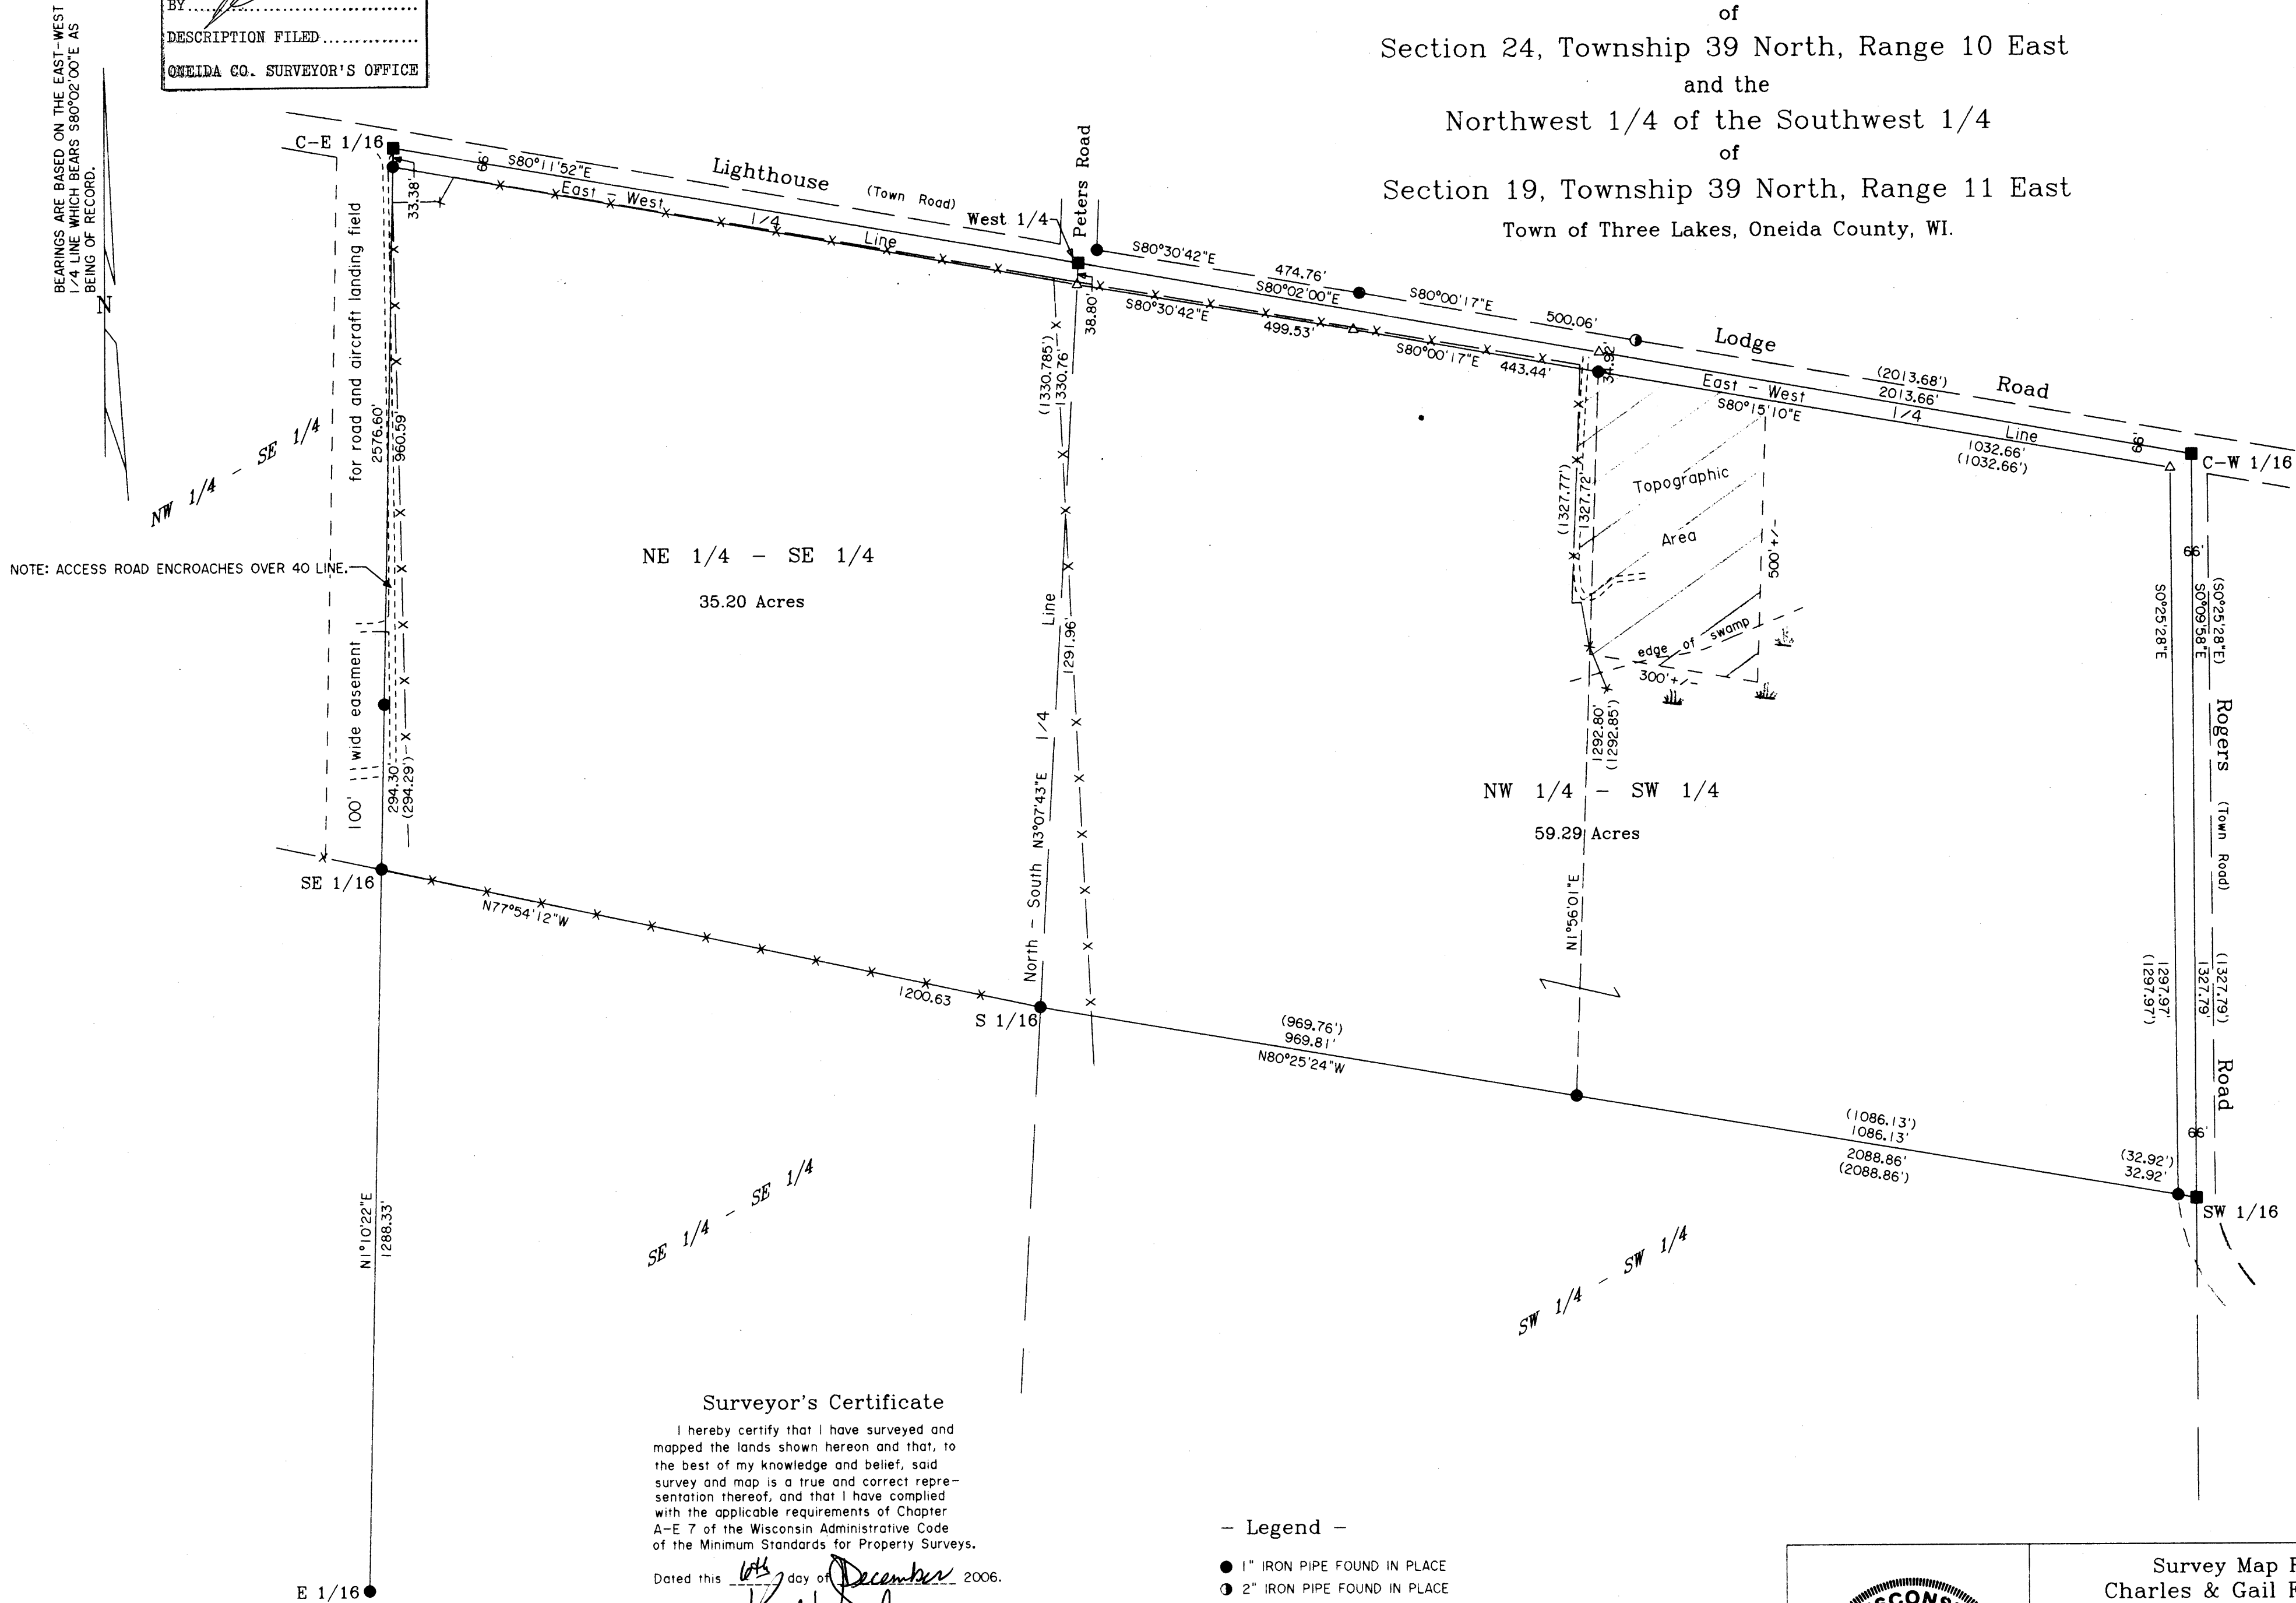 BY
DESCRIPTION FILED
ONEIDA CO. SURVEYOR'S OFFICE
BEARINGS ARE BASED ON THE EAST-WEST
1/4 LINE WHICH BEARS S80°02'00"E AS
BEING OF RECORD.
N
of
Section 24, Township 39 North, Range 10 East
and the
Northwest 1/4 of the Southwest 1/4
of
Section 19, Township 39 North, Range 11 East
Town of Three Lakes, Oneida County, WI.
C-E 1/16
66'
S80°11'52"E
33.38'
Lighthouse (Town Road)
East - West 1/4 Line
West 1/4
Peters Road
S80°30'42"E
474.76'
S80°02'00"E
S80°00'17"E
500.06'
Lodge
Road
38.80'
S80°30'42"E
499.53'
S80°00'17"E
443.44'
34.92'
(2013.68')
2013.66'
East - West 1/4 Line
S80°15'10"E
1032.66'
(1032.66')
66'
C-W 1/16
for road and aircraft landing field
2576.60'
960.59'
(1330.785')
1330.76'
(1327.77')
1327.72'
Topographic
Area
500'+/-
NW 1/4 - SE 1/4
NOTE: ACCESS ROAD ENCROACHES OVER 40 LINE.
NE 1/4 - SE 1/4
35.20 Acres
Line
1291.96'
edge of swamp
300'+/-
1292.80'
(1292.85')
66'
S0°25'28"E
S0°09'58"E
(S0°25'28"E)
Rogers (Town Road) Road
100' wide easement
294.30'
(294.29')
North - South 1/4
N3°07'43"E
NW 1/4 - SW 1/4
59.29 Acres
N1°56'01"E
SE 1/16
N77°54'12"W
1200.63
S 1/16
(969.76')
969.81'
N80°25'24"W
(1297.97')
1297.97'
1327.79'
(1327.79')
(1086.13')
1086.13'
2088.86'
(2088.86')
66'
(32.92')
32.92'
SW 1/16
N1°10'22"E
1288.33'
SE 1/4 - SE 1/4
SW 1/4 - SW 1/4
E 1/16
Surveyor's Certificate
I hereby certify that I have surveyed and
mapped the lands shown hereon and that, to
the best of my knowledge and belief, said
survey and map is a true and correct repre-
sentation thereof, and that I have complied
with the applicable requirements of Chapter
A-E 7 of the Wisconsin Administrative Code
of the Minimum Standards for Property Surveys.
Dated this 6th day of December 2006.
- Legend -
1" IRON PIPE FOUND IN PLACE
2" IRON PIPE FOUND IN PLACE
Survey Map
Charles & Gail